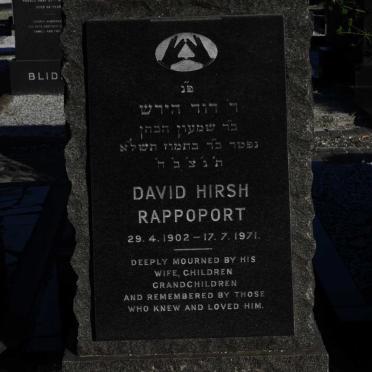 BLID
פ״נ
ר׳ דוד הירש
ב״ר שמעון הכהן
נפטר כ״ד בתמוז תשל״א
ת׳ נ׳ צ׳ ב׳ ה׳
DAVID HIRSH
RAPPOPORT
29.4.1902 – 17.7.1971.
DEEPLY MOURNED BY HIS
WIFE, CHILDREN
GRANDCHILDREN
AND REMEMBERED BY THOSE
WHO KNEW AND LOVED HIM.